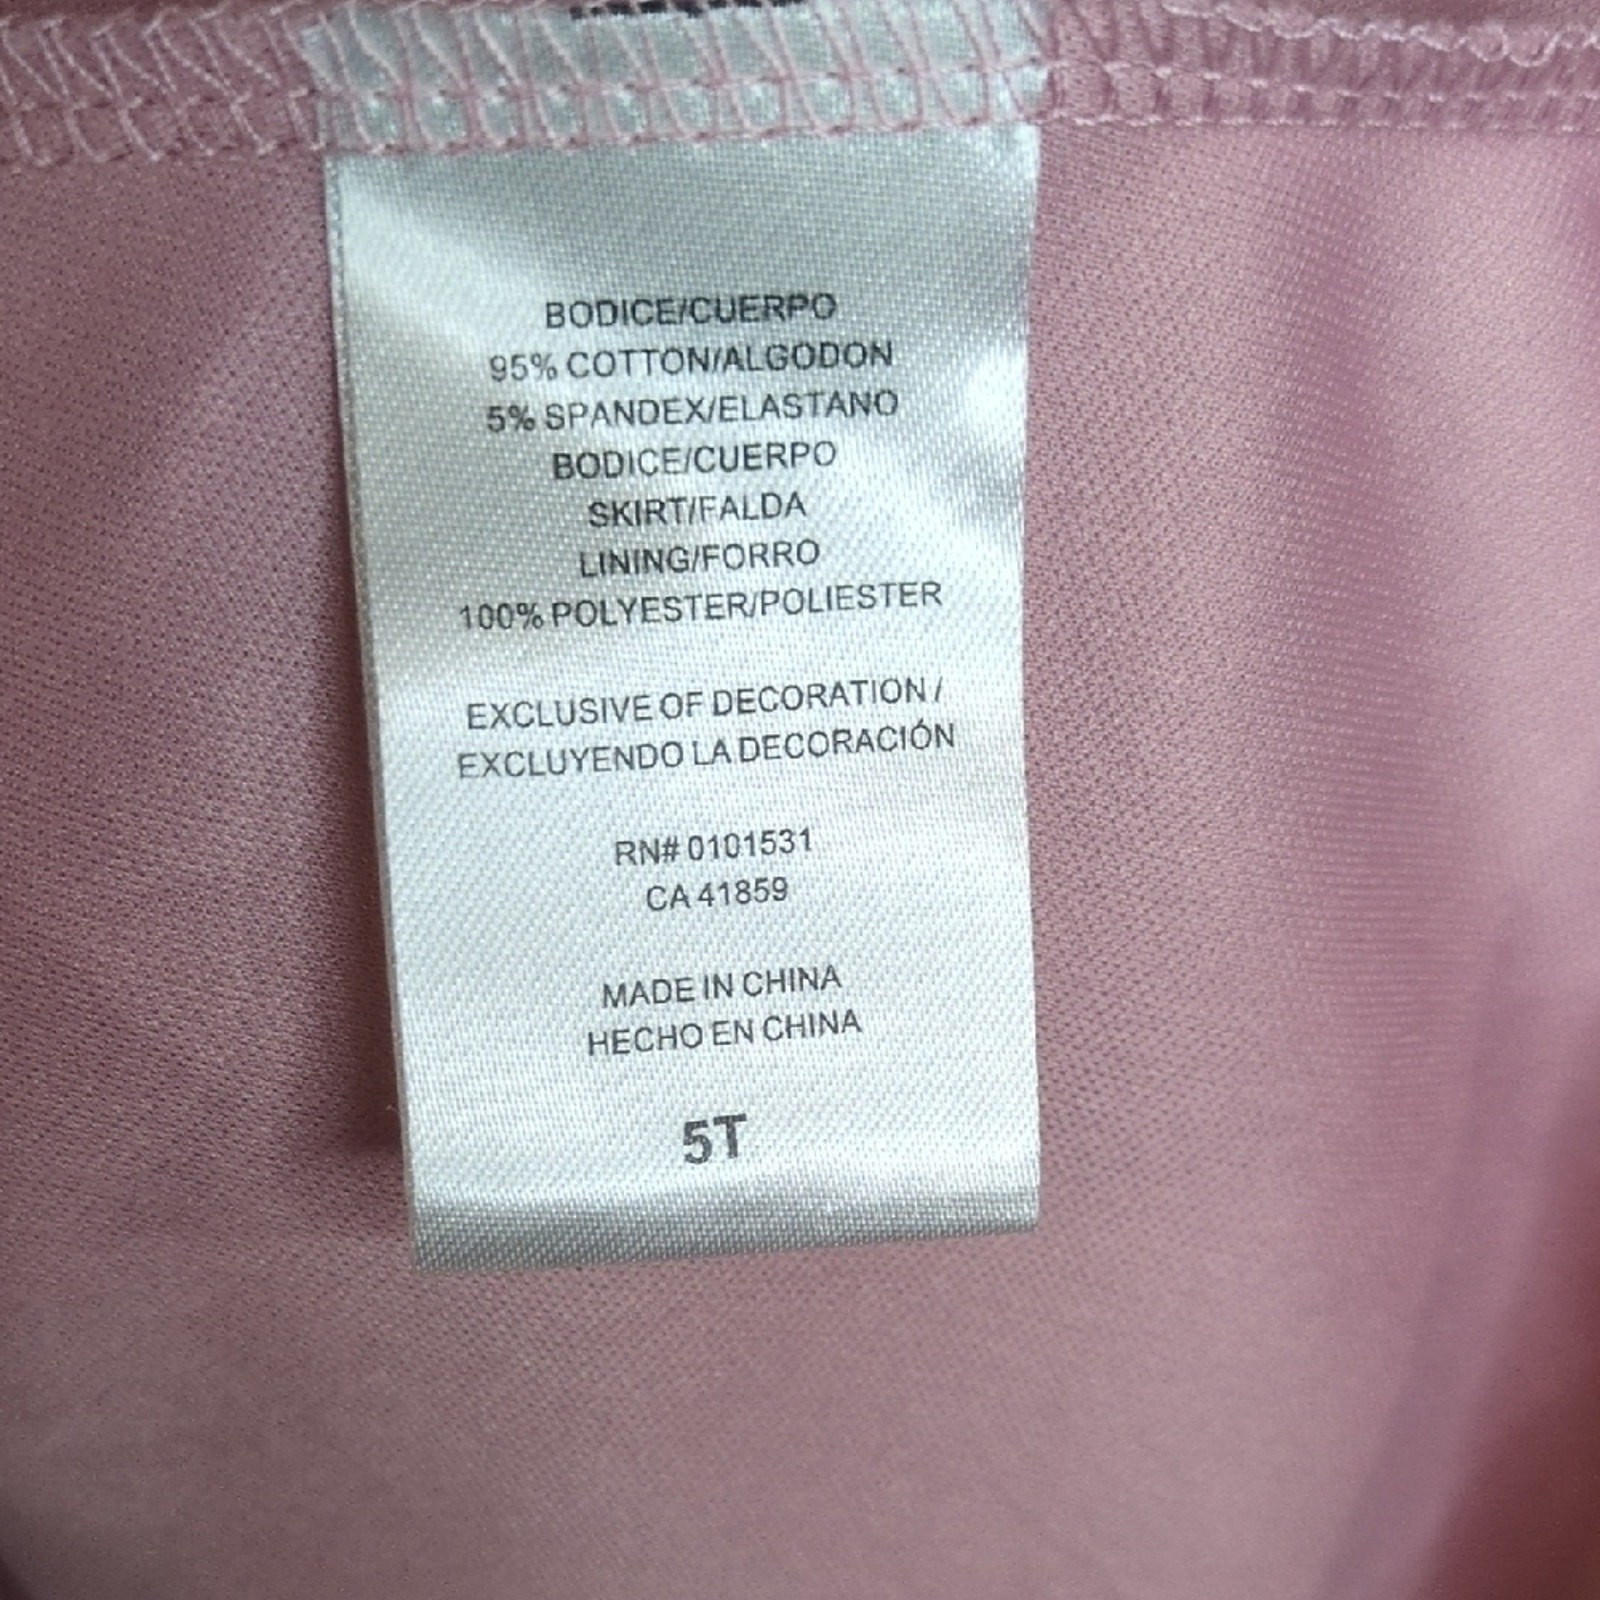 BODICE/CUERPO
95% COTTON/ALGODON
5% SPANDEX/ELASTANO
BODICE/CUERPO
SKIRT/FALDA
LINING/FORRO
100% POLYESTER/POLIESTER
EXCLUSIVE OF DECORATION /
EXCLUYENDO LA DECORACIÓN
RN# 0101531
CA 41859
MADE IN CHINA
HECHO EN CHINA
5T